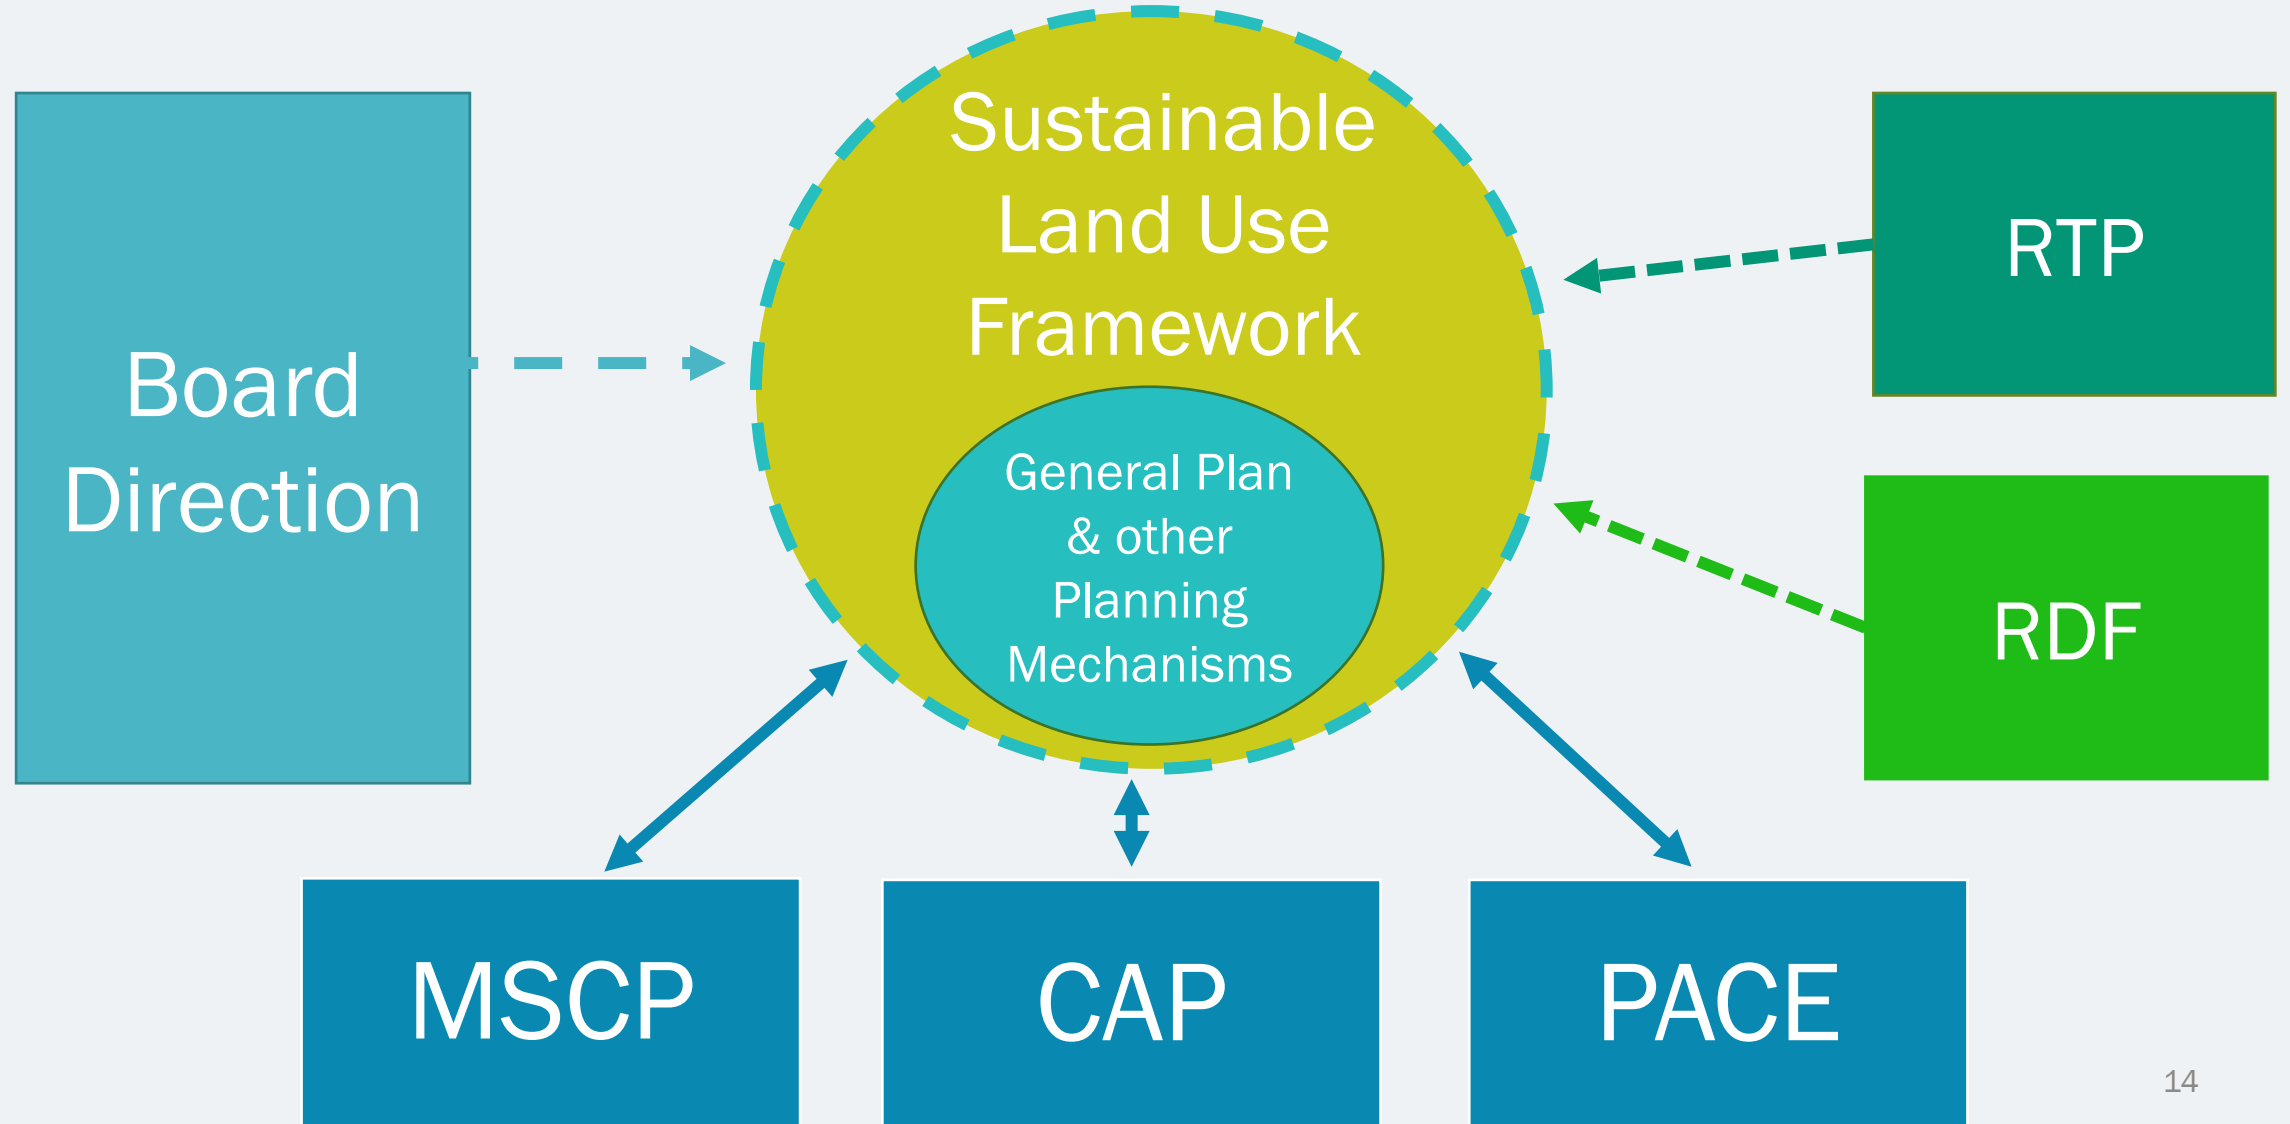 Sustainable
Land Use
Framework
Board
Direction
General Plan
& other
Planning
Mechanisms
RTP
RDF
MSCP
CAP
PACE
14